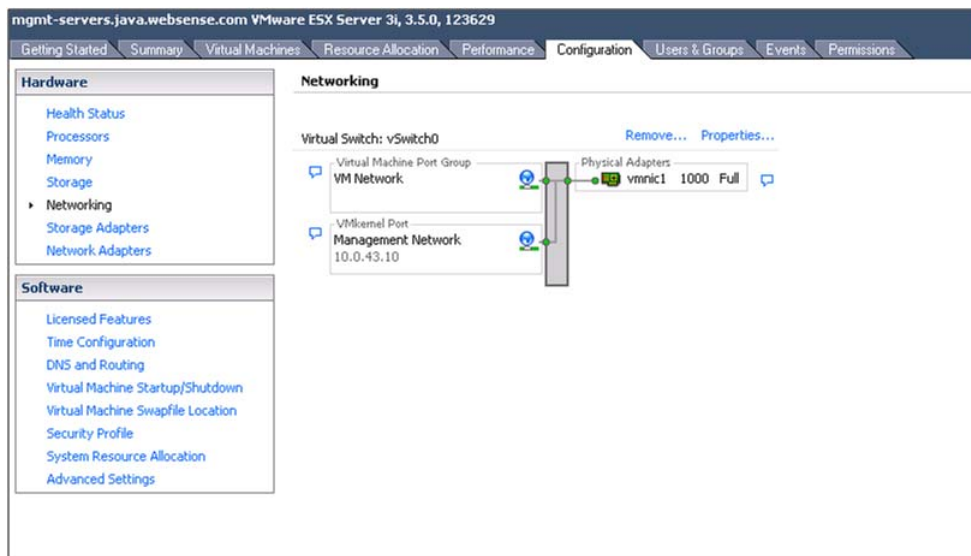 mgmt-servers.java.websense.com VMware ESX Server 3i, 3.5.0, 123629
Getting Started Summary Virtual Machines Resource Allocation Performance Configuration Users & Groups Events Permissions
Hardware
Health Status
Processors
Memory
Storage
Networking
Storage Adapters
Network Adapters
Software
Licensed Features
Time Configuration
DNS and Routing
Virtual Machine Startup/Shutdown
Virtual Machine Swapfile Location
Security Profile
System Resource Allocation
Advanced Settings
Networking
Virtual Switch: vSwitch0 Remove... Properties...
Virtual Machine Port Group
VM Network
Physical Adapters
vmnic1 1000 Full
VMkernel Port
Management Network
10.0.43.10